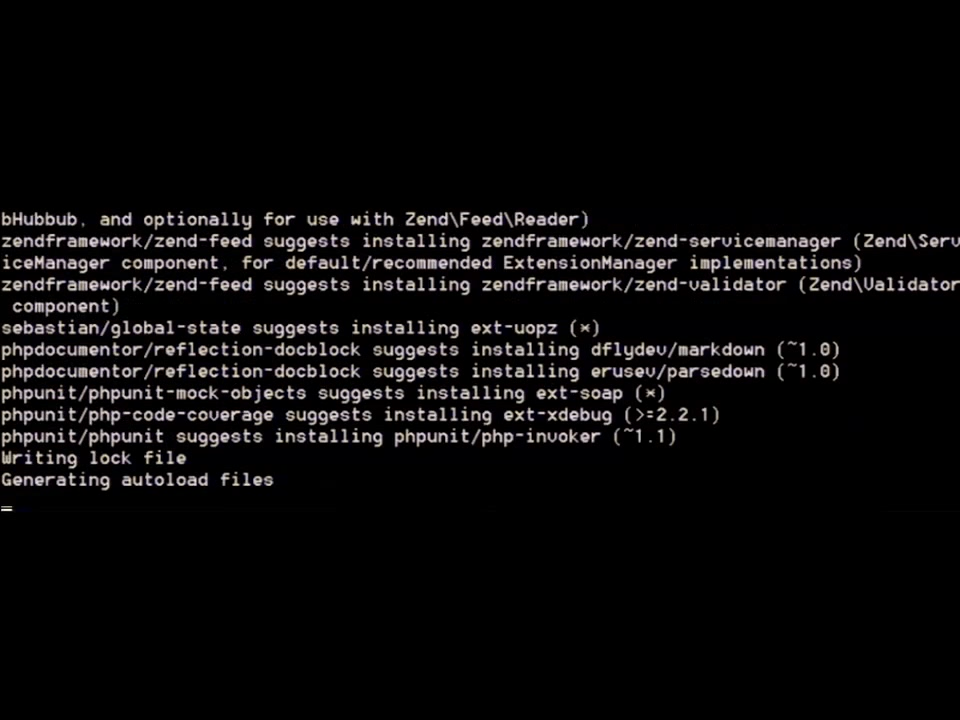 bHubbub, and optionally for use with Zend\Feed\Reader)
zendframework/zend-feed suggests installing zendframework/zend-servicemanager (Zend\Serv
iceManager component, for default/recommended ExtensionManager implementations)
zendframework/zend-feed suggests installing zendframework/zend-validator (Zend\Validator
component)
sebastian/global-state suggests installing ext-uopz (*)
phpdocumentor/reflection-docblock suggests installing dflydev/markdown (~1.0)
phpdocumentor/reflection-docblock suggests installing erusev/parsedown (~1.0)
phpunit/phpunit-mock-objects suggests installing ext-soap (*)
phpunit/php-code-coverage suggests installing ext-xdebug (>=2.2.1)
phpunit/phpunit suggests installing phpunit/php-invoker (~1.1)
Writing lock file
Generating autoload files